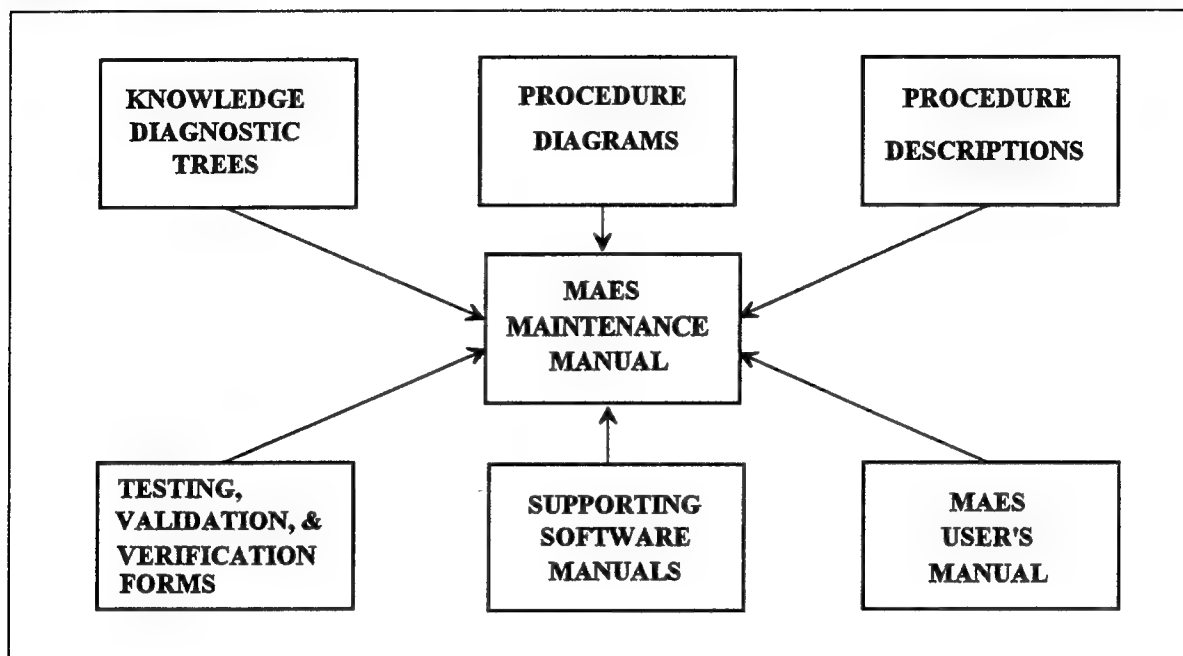 KNOWLEDGE
DIAGNOSTIC
TREES
PROCEDURE
DIAGRAMS
PROCEDURE
DESCRIPTIONS
MAES
MAINTENANCE
MANUAL
TESTING,
VALIDATION, &
VERIFICATION
FORMS
SUPPORTING
SOFTWARE
MANUALS
MAES
USER'S
MANUAL